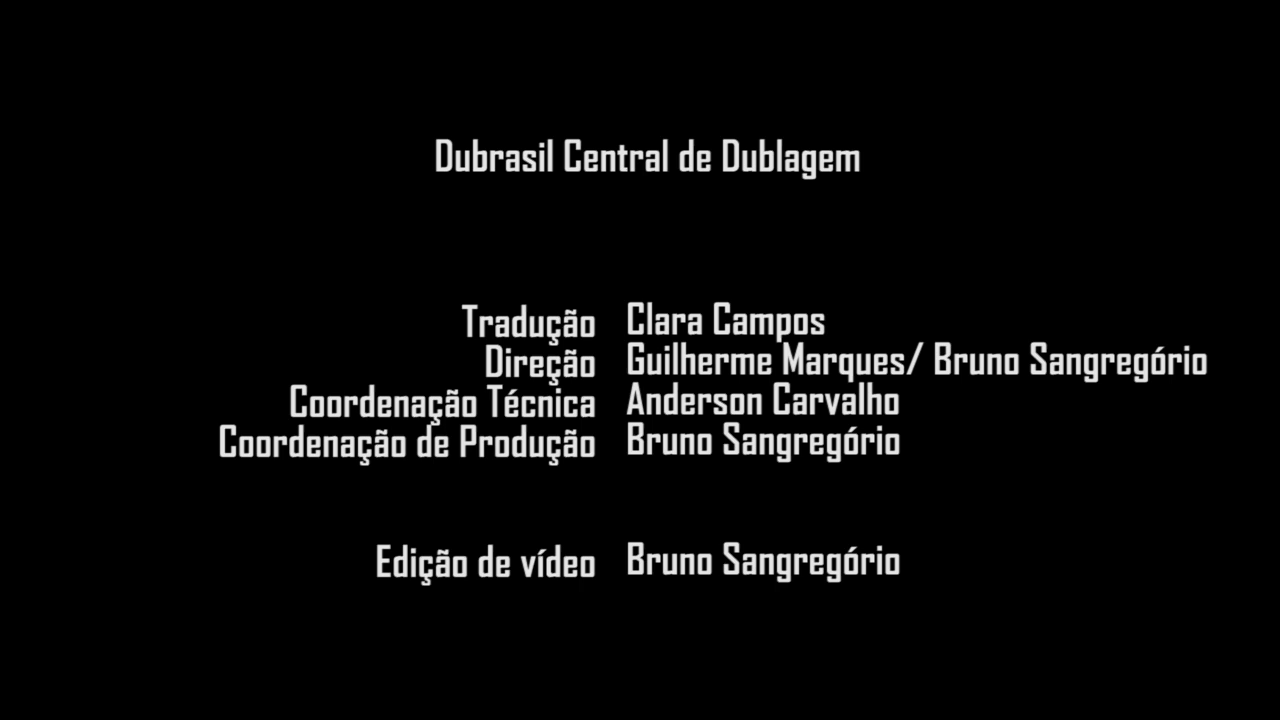 Dubrasil Central de Dublagem
Tradução Clara Campos
Direção Guilherme Marques/ Bruno Sangregório
Coordenação Técnica Anderson Carvalho
Coordenação de Produção Bruno Sangregório
Edição de vídeo Bruno Sangregório